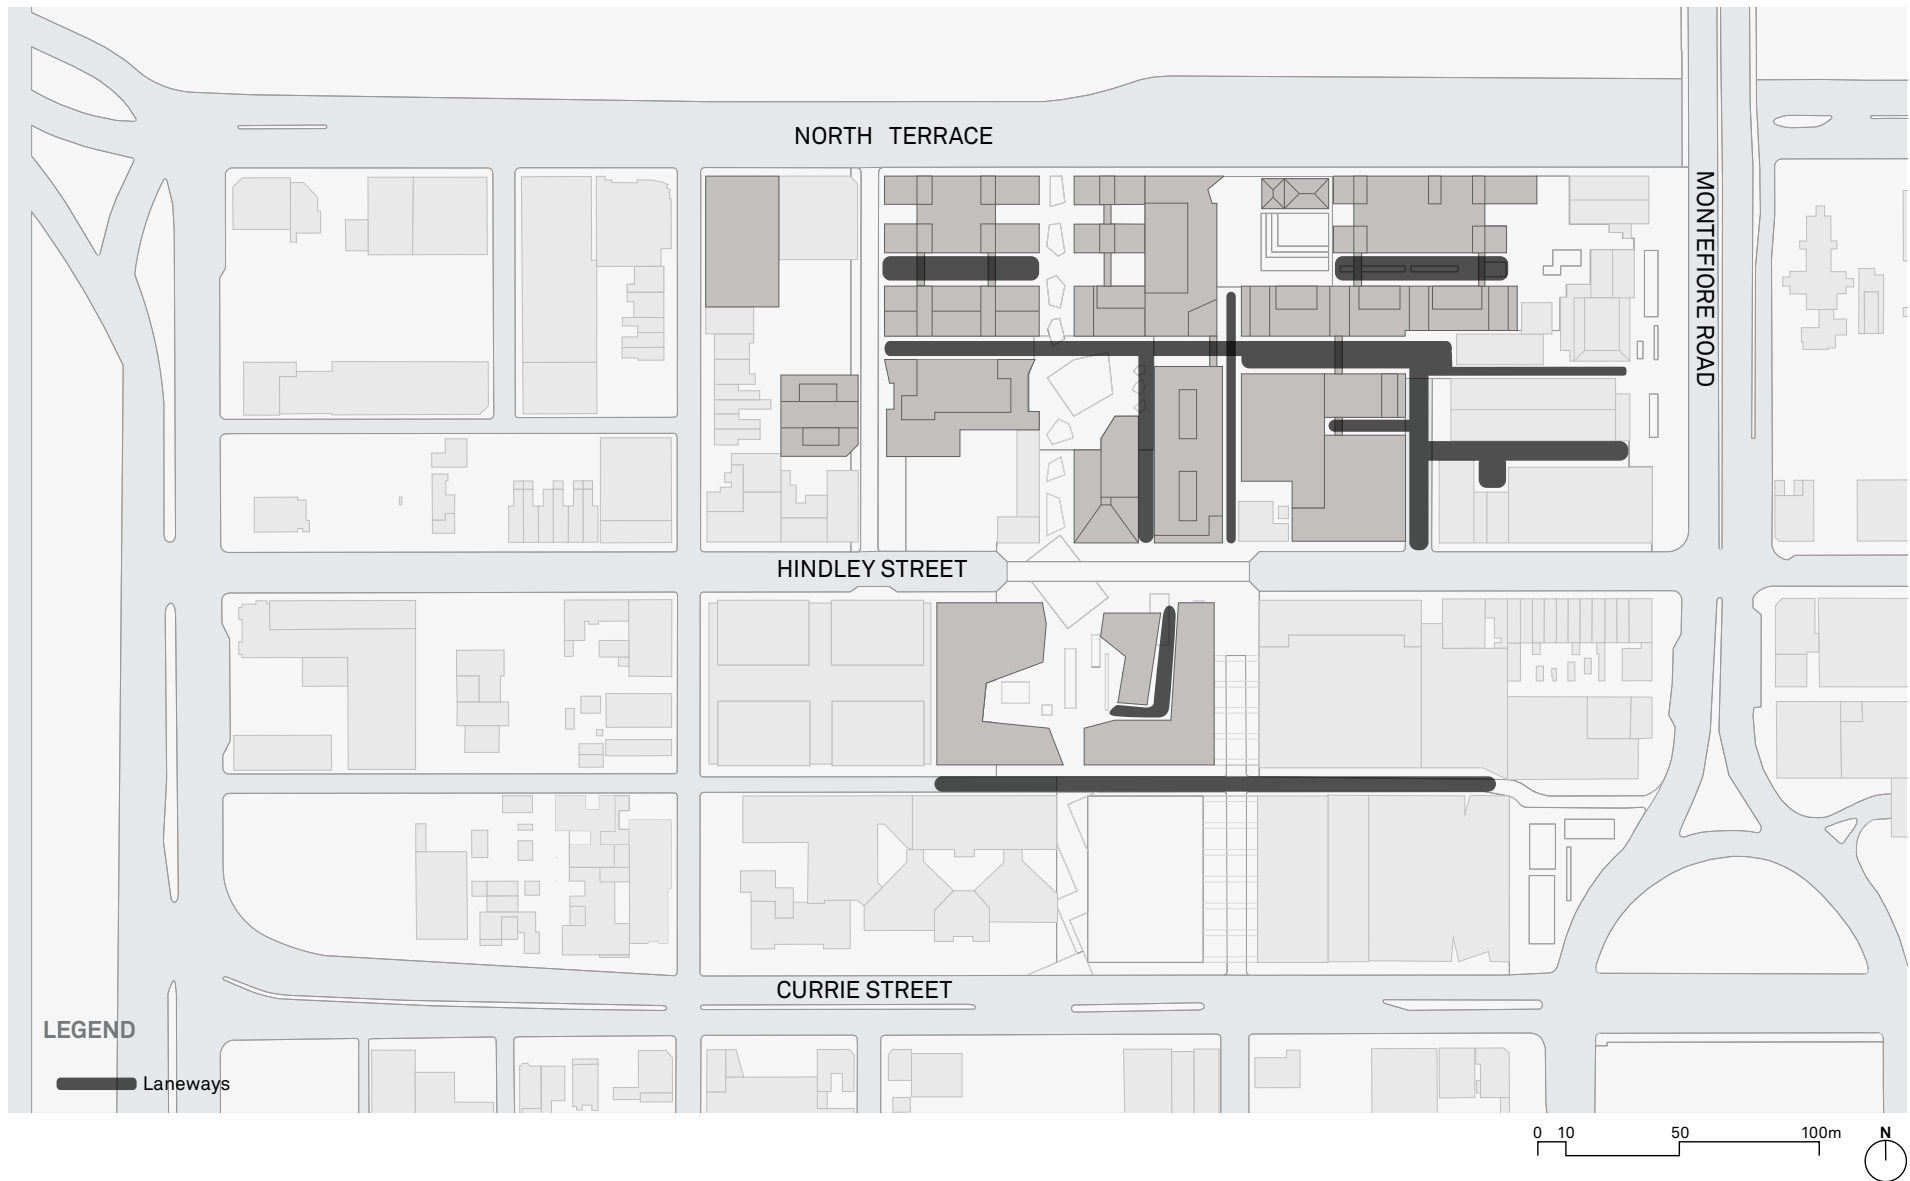 NORTH TERRACE
MONTEFIORE ROAD
HINDLEY STREET
CURRIE STREET
LEGEND
Laneways
0 10 50 100m
N